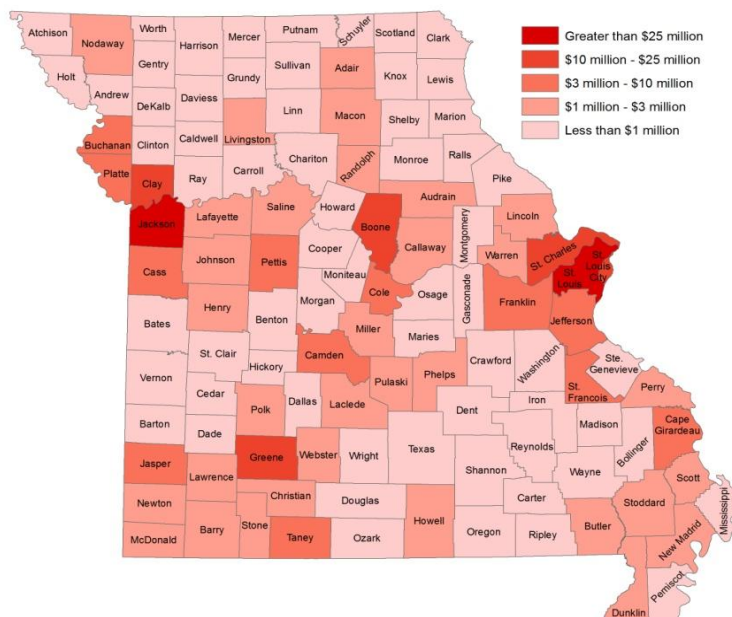 Greater than $25 million
$10 million - $25 million
$3 million - $10 million
$1 million - $3 million
Less than $1 million
Atchison
Nodaway
Worth
Harrison
Mercer
Putnam
Schuyler
Scotland
Clark
Holt
Andrew
Gentry
DeKalb
Daviess
Grundy
Sullivan
Adair
Knox
Lewis
Buchanan
Clinton
Caldwell
Livingston
Linn
Macon
Shelby
Marion
Platte
Clay
Ray
Carroll
Chariton
Randolph
Monroe
Ralls
Pike
Jackson
Lafayette
Saline
Howard
Boone
Audrain
Callaway
Montgomery
Lincoln
Warren
St. Charles
St. Louis
St. Louis City
Cass
Johnson
Pettis
Cooper
Moniteau
Cole
Osage
Gasconade
Franklin
Jefferson
Bates
Henry
Benton
Morgan
Miller
Maries
St. Clair
Hickory
Camden
Pulaski
Phelps
Crawford
Washington
Ste. Genevieve
St. Francois
Perry
Vernon
Cedar
Polk
Dallas
Laclede
Dent
Iron
Madison
Cape Girardeau
Barton
Dade
Greene
Webster
Wright
Texas
Shannon
Reynolds
Wayne
Bollinger
Jasper
Lawrence
Christian
Douglas
Carter
Scott
Stoddard
Mississippi
Newton
McDonald
Barry
Stone
Taney
Ozark
Howell
Oregon
Ripley
Butler
New Madrid
Pemiscot
Dunklin